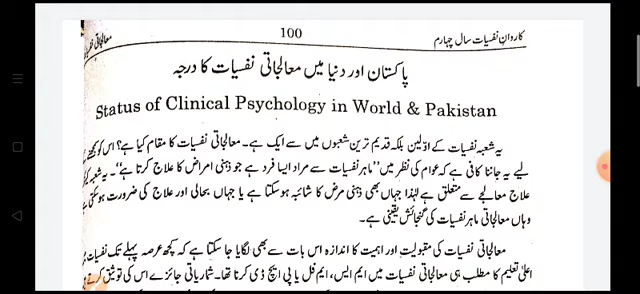 کاروانِ نفسیات سال چہارم 100 معالجاتی نفسیات
پاکستان اور دنیا میں معالجاتی نفسیات کا درجہ
Status of Clinical Psychology in World & Pakistan
یہ شعبہ نفسیات کے اوّلین بلکہ قدیم ترین شعبوں میں سے ایک ہے۔ معالجاتی نفسیات کا مقام کیا ہے؟ اس کو سمجھنے
لیے یہ جاننا کافی ہے کہ عوام کی نظر میں "ماہر نفسیات سے مراد ایسا فرد ہے جو ذہنی امراض کا علاج کرتا ہے"۔ یہ شعبہ
علاج معالجے سے متعلق ہے لہٰذا جہاں بھی ذہنی مرض کا شائبہ ہو سکتا ہے یا جہاں بحالی اور علاج کی ضرورت ہو سکتی ہے
وہاں معالجاتی ماہر نفسیات کی گنجائش یقینی ہے۔
معالجاتی نفسیات کی مقبولیت اور اہمیت کا اندازہ اس بات سے بھی لگایا جا سکتا ہے کہ کچھ عرصہ پہلے تک نفسیات
اعلیٰ تعلیم کا مطلب ہی معالجاتی نفسیات میں ایم ایس، ایم فل یا پی ایچ ڈی کرنا تھا۔ شماریاتی جائزے اس کی توثیق کرتے